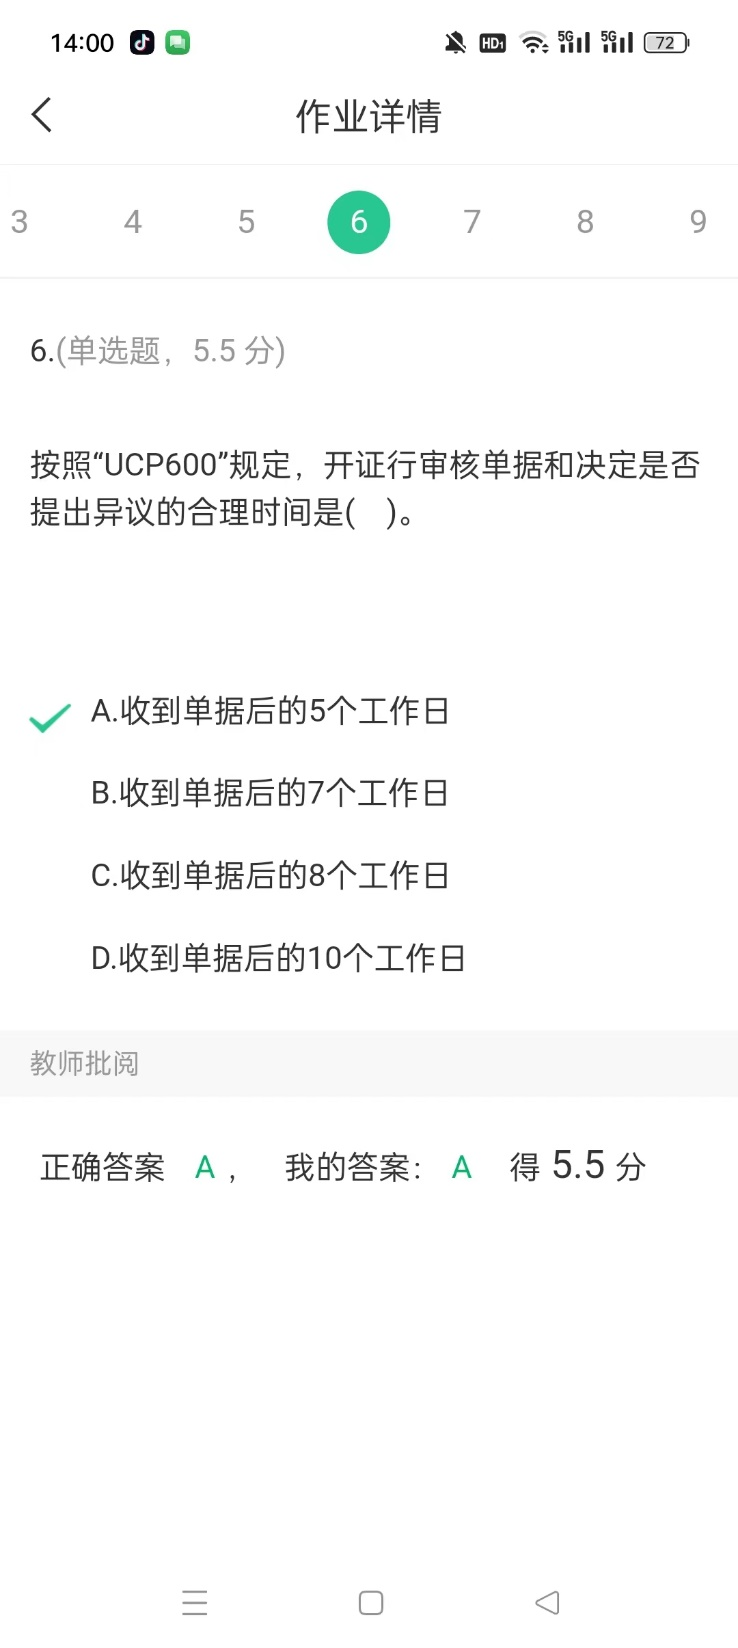 14:00 HD1 5G 5G 72
作业详情
3 4 5 6 7 8 9
6.(单选题，5.5 分)
按照“UCP600”规定，开证行审核单据和决定是否
提出异议的合理时间是(    )。
A.收到单据后的5个工作日
B.收到单据后的7个工作日
C.收到单据后的8个工作日
D.收到单据后的10个工作日
教师批阅
正确答案 A， 我的答案： A 得 5.5 分